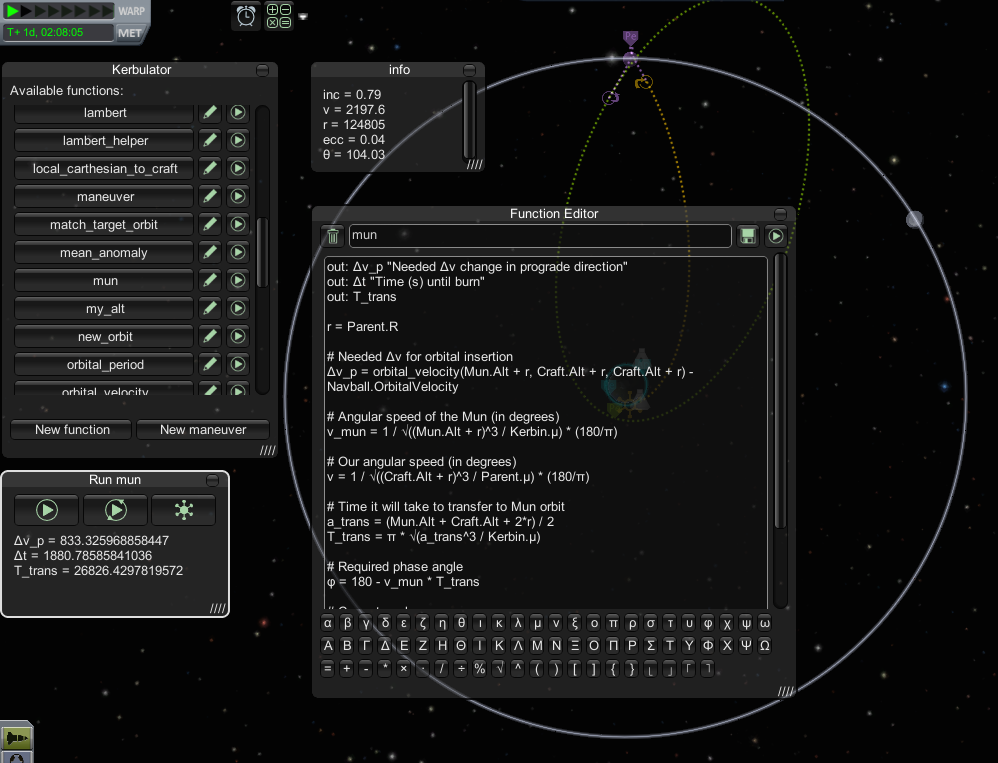 WARP
T+ 1d, 02:08:05
MET
Pe
Kerbulator
Available functions:
lambert
lambert_helper
local_carthesian_to_craft
maneuver
match_target_orbit
mean_anomaly
mun
my_alt
new_orbit
orbital_period
orbital_velocity
New function
New maneuver
info
inc = 0.79
v = 2197.6
r = 124805
ecc = 0.04
θ = 104.03
Function Editor
mun
out: Δv_p "Needed Δv change in prograde direction"
out: Δt "Time (s) until burn"
out: T_trans
r = Parent.R
# Needed Δv for orbital insertion
Δv_p = orbital_velocity(Mun.Alt + r, Craft.Alt + r, Craft.Alt + r) -
Navball.OrbitalVelocity
# Angular speed of the Mun (in degrees)
v_mun = 1 / √((Mun.Alt + r)^3 / Kerbin.μ) * (180/π)
# Our angular speed (in degrees)
v = 1 / √((Craft.Alt + r)^3 / Parent.μ) * (180/π)
# Time it will take to transfer to Mun orbit
a_trans = (Mun.Alt + Craft.Alt + 2*r) / 2
T_trans = π * √(a_trans^3 / Kerbin.μ)
# Required phase angle
φ = 180 - v_mun * T_trans
α β γ δ ε ζ η θ ι κ λ μ ν ξ ο π ρ σ τ υ φ χ ψ ω
Α Β Γ Δ Ε Ζ Η Θ Ι Κ Λ Μ Ν Ξ Ο Π Ρ Σ Τ Υ Φ Χ Ψ Ω
= + - * × · / ÷ % √ ^ ( ) [ ] { } ⌊ ⌋ ⌈ ⌉
Run mun
Δv_p = 833.325968858447
Δt = 1880.78585841036
T_trans = 26826.4297819572